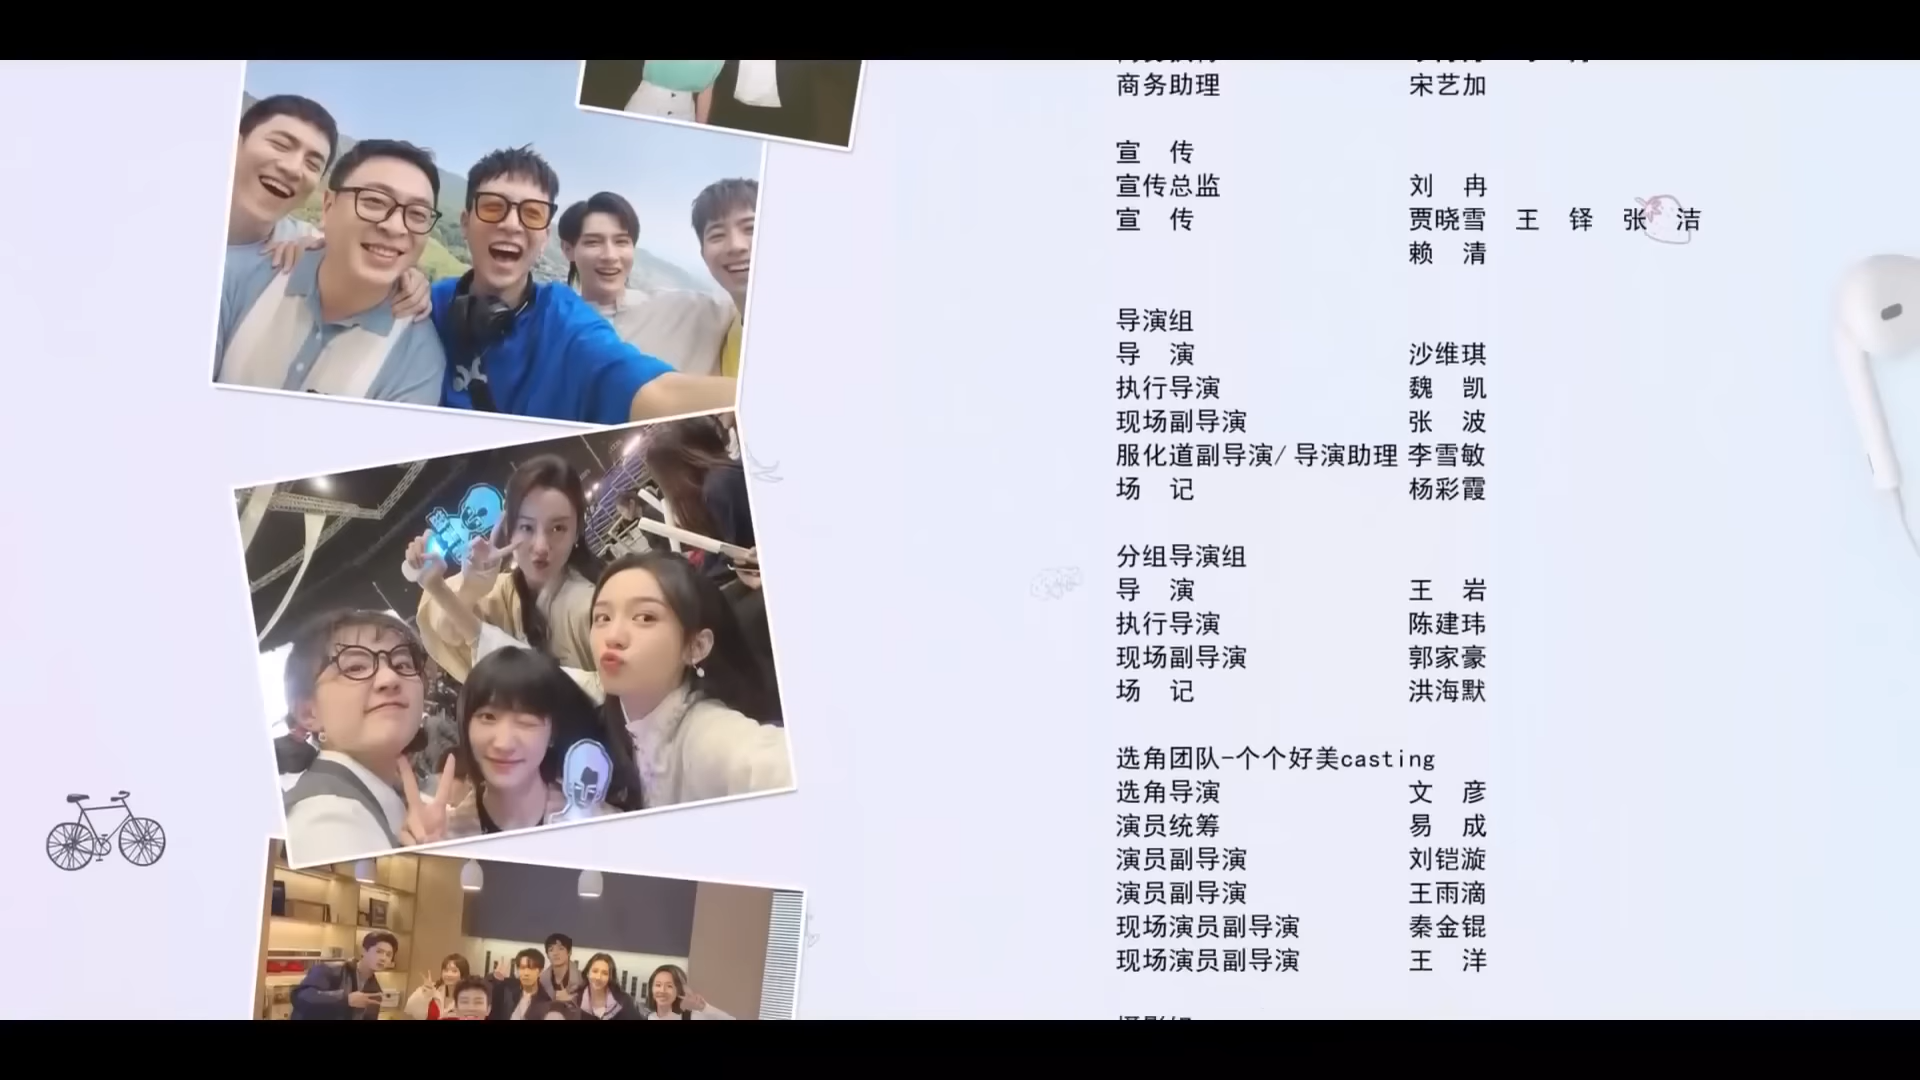 商务助理 宋艺加
宣 传
宣传总监 刘 冉
宣 传 贾晓雪 王 铎 张 洁
赖 清
导演组
导 演 沙维琪
执行导演 魏 凯
现场副导演 张 波
服化道副导演/导演助理 李雪敏
场 记 杨彩霞
分组导演组
导 演 王 岩
执行导演 陈建玮
现场副导演 郭家豪
场 记 洪海默
选角团队-个个好美casting
选角导演 文 彦
演员统筹 易 成
演员副导演 刘铠漩
演员副导演 王雨滴
现场演员副导演 秦金锟
现场演员副导演 王 洋